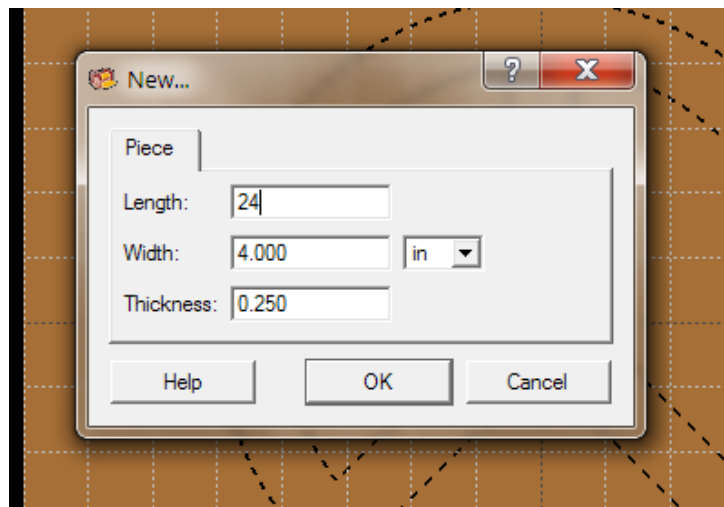 New...
Piece
Length: 24
Width: 4.000 in
Thickness: 0.250
Help OK Cancel